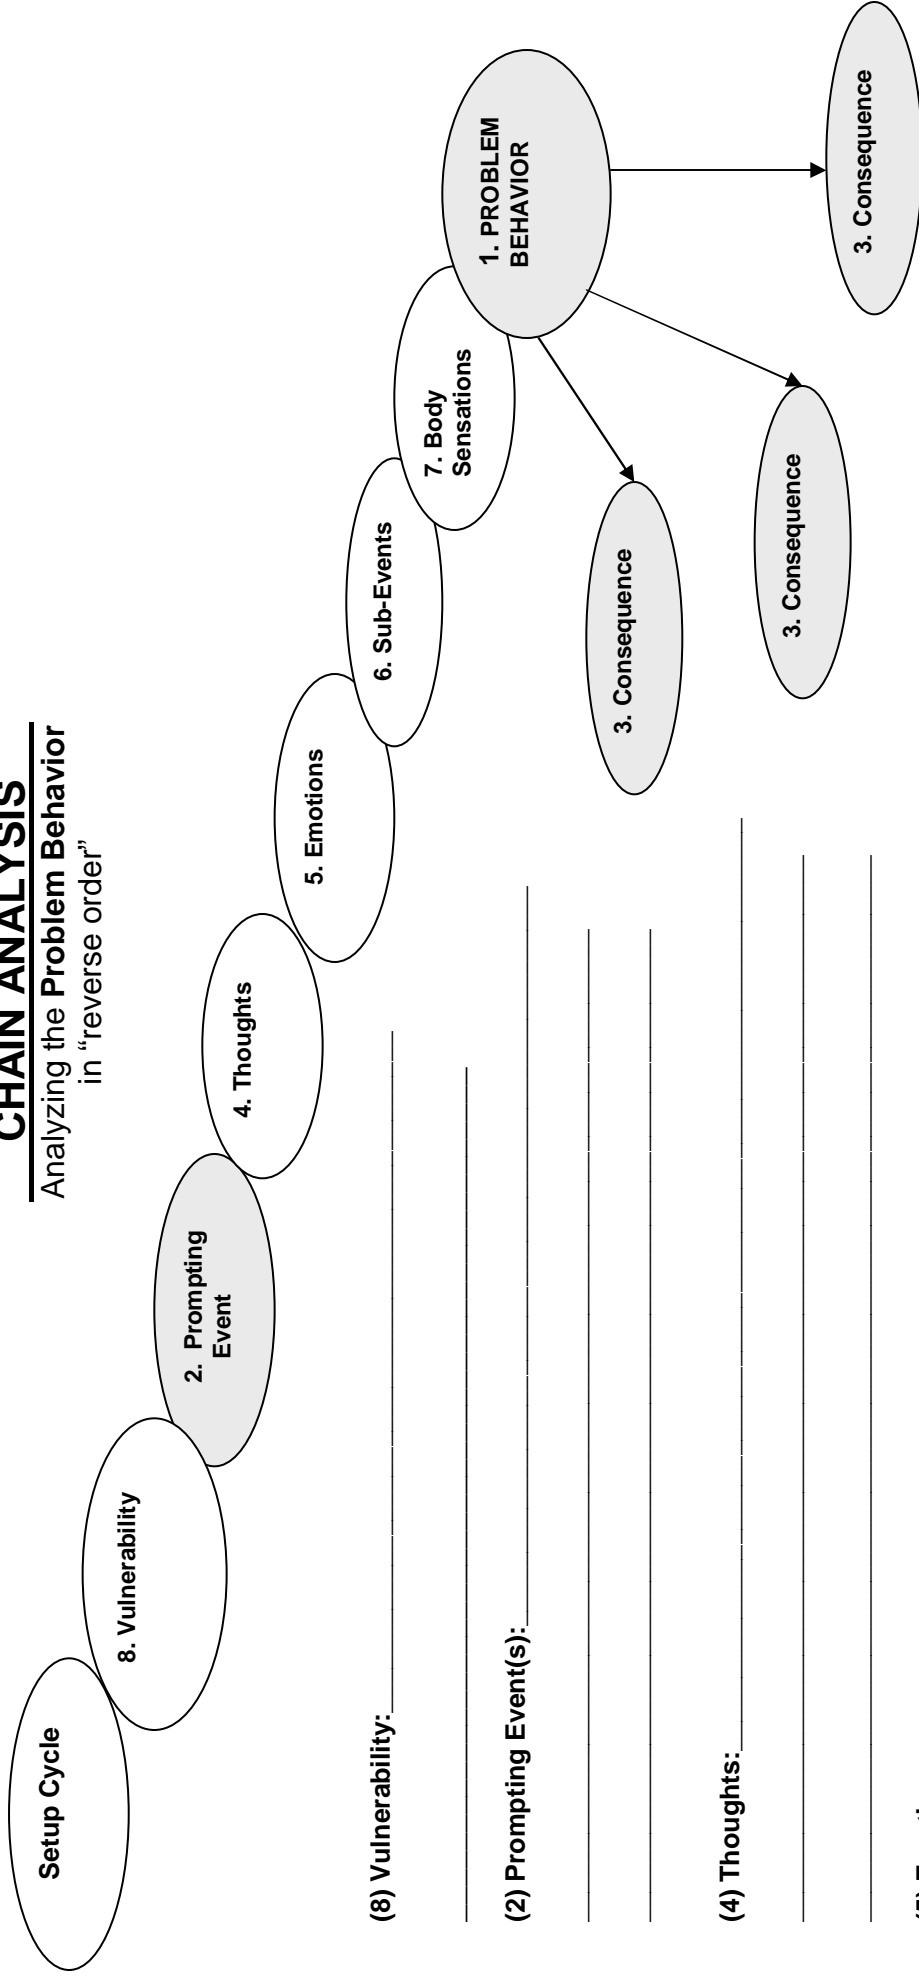 CHAIN ANALYSIS
Analyzing the Problem Behavior
in “reverse order”
Setup Cycle
8. Vulnerability
2. Prompting
Event
4. Thoughts
5. Emotions
6. Sub-Events
7. Body
Sensations
1. PROBLEM
BEHAVIOR
3. Consequence
3. Consequence
3. Consequence
(8) Vulnerability:
(2) Prompting Event(s):
(4) Thoughts: